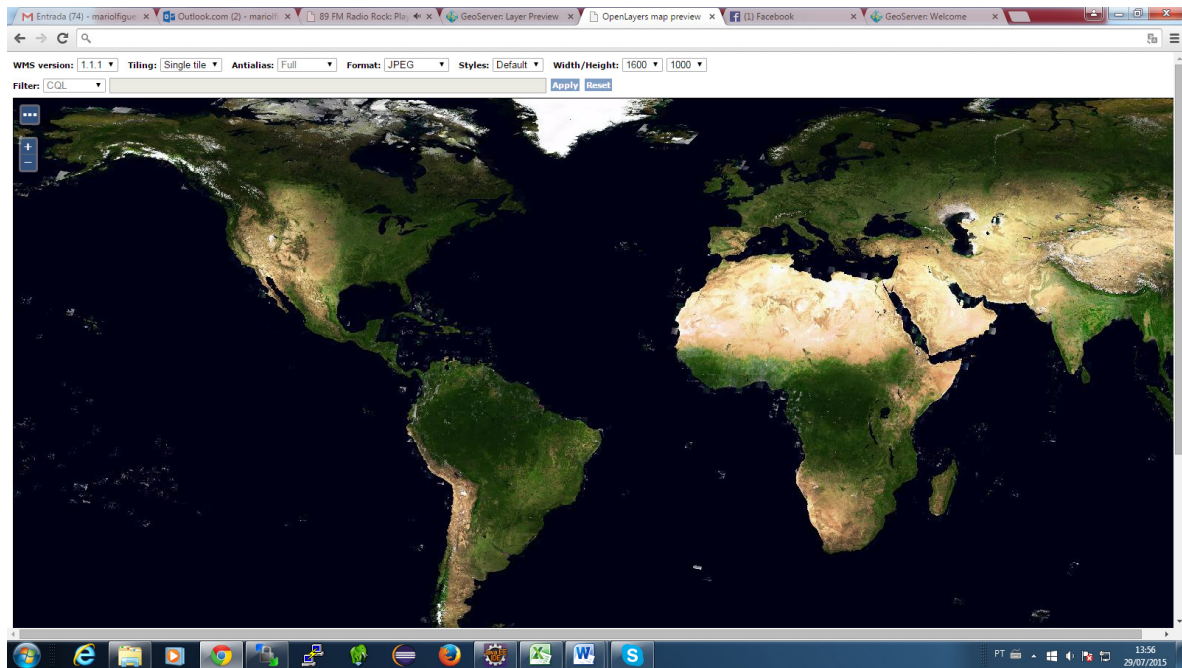 Entrada (74) - mariolfigue
Outlook.com (2) - mariolfi
89 FM Radio Rock: Play
GeoServer: Layer Preview
OpenLayers map preview
(1) Facebook
GeoServer: Welcome
WMS version: 1.1.1 Tiling: Single tile Antialias: Full Format: JPEG Styles: Default Width/Height: 1600 1000
Filter: CQL Apply Reset
+
−
PT
13:56
29/07/2015